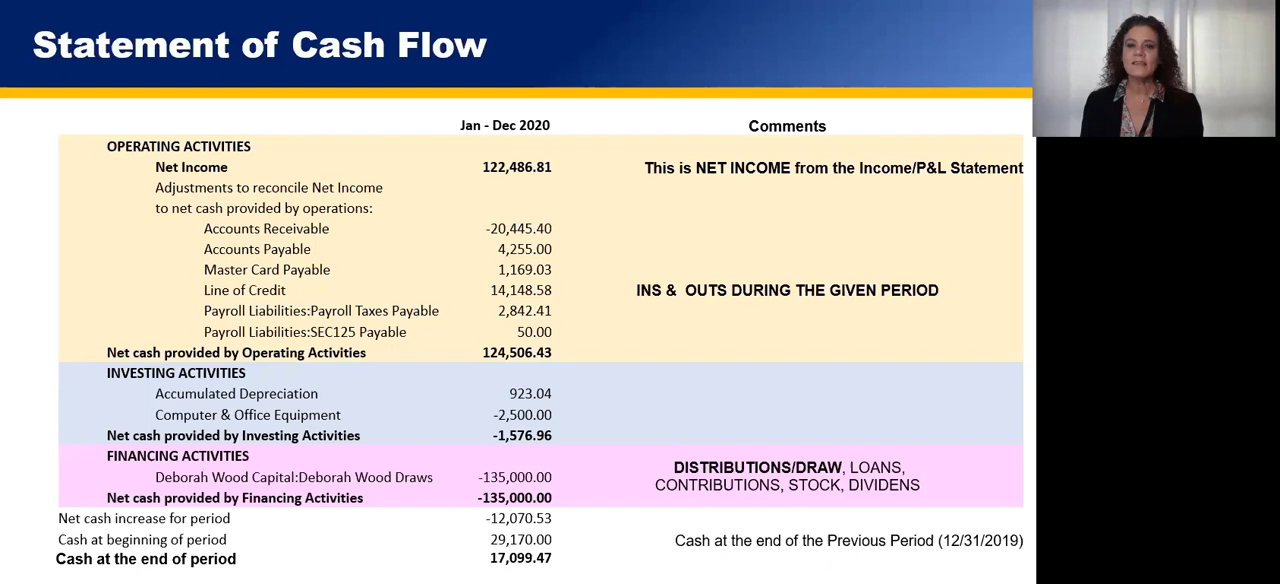 Statement of Cash Flow
Jan - Dec 2020 Comments
OPERATING ACTIVITIES
Net Income 122,486.81 This is NET INCOME from the Income/P&L Statement
Adjustments to reconcile Net Income
to net cash provided by operations:
Accounts Receivable -20,445.40
Accounts Payable 4,255.00
Master Card Payable 1,169.03
Line of Credit 14,148.58 INS & OUTS DURING THE GIVEN PERIOD
Payroll Liabilities:Payroll Taxes Payable 2,842.41
Payroll Liabilities:SEC125 Payable 50.00
Net cash provided by Operating Activities 124,506.43
INVESTING ACTIVITIES
Accumulated Depreciation 923.04
Computer & Office Equipment -2,500.00
Net cash provided by Investing Activities -1,576.96
FINANCING ACTIVITIES
DISTRIBUTIONS/DRAW, LOANS,
Deborah Wood Capital:Deborah Wood Draws -135,000.00
CONTRIBUTIONS, STOCK, DIVIDENS
Net cash provided by Financing Activities -135,000.00
Net cash increase for period -12,070.53
Cash at beginning of period 29,170.00 Cash at the end of the Previous Period (12/31/2019)
Cash at the end of period 17,099.47